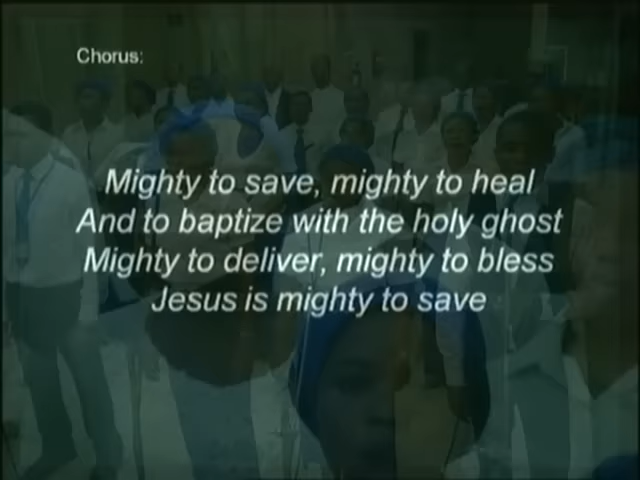 Chorus:
Mighty to save, mighty to heal
And to baptize with the holy ghost
Mighty to deliver, mighty to bless
Jesus is mighty to save